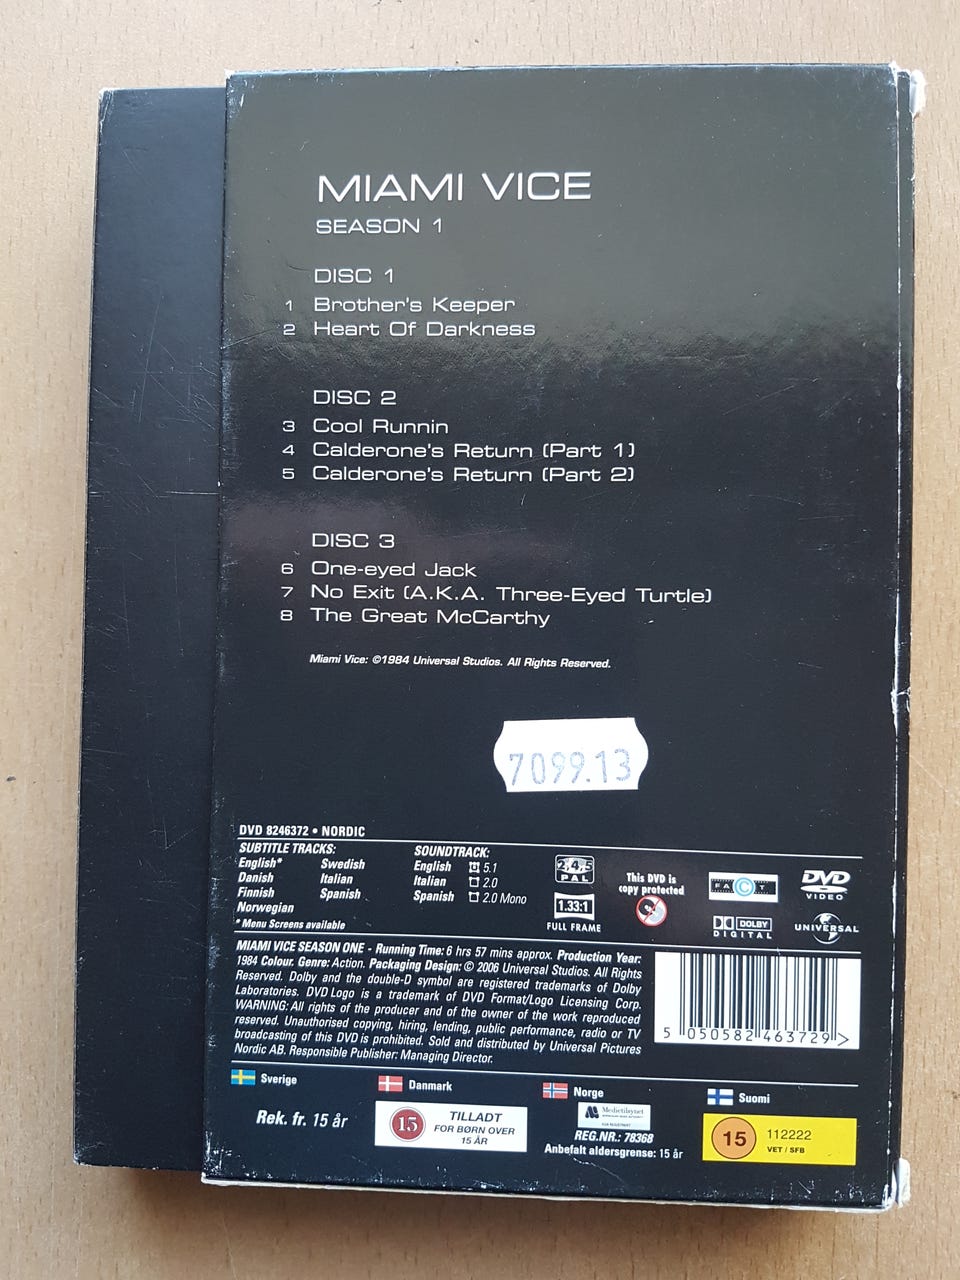 MIAMI VICE
SEASON 1
DISC 1
1 Brother's Keeper
2 Heart Of Darkness
DISC 2
3 Cool Runnin
4 Calderone's Return (Part 1)
5 Calderone's Return (Part 2)
DISC 3
6 One-eyed Jack
7 No Exit (A.K.A. Three-Eyed Turtle)
8 The Great McCarthy
Miami Vice: ©1984 Universal Studios. All Rights Reserved.
7099.13
DVD 8246372 • NORDIC
SUBTITLE TRACKS:
English* Swedish
Danish Italian
Finnish Spanish
Norwegian
* Menu Screens available
SOUNDTRACK:
English 5.1
Italian 2.0
Spanish 2.0 Mono
2.4.5
PAL
1.33:1
FULL FRAME
This DVD is
copy protected
FACT
DVD
VIDEO
DOLBY
DIGITAL
UNIVERSAL
MIAMI VICE SEASON ONE - Running Time: 6 hrs 57 mins approx. Production Year:
1984 Colour. Genre: Action. Packaging Design: © 2006 Universal Studios. All Rights
Reserved. Dolby and the double-D symbol are registered trademarks of Dolby
Laboratories. DVD Logo is a trademark of DVD Format/Logo Licensing Corp.
WARNING: All rights of the producer and of the owner of the work reproduced
reserved. Unauthorised copying, hiring, lending, public performance, radio or TV
broadcasting of this DVD is prohibited. Sold and distributed by Universal Pictures
Nordic AB. Responsible Publisher: Managing Director.
5 050582 463729 >
Sverige
Rek. fr. 15 år
Danmark
15
TILLADT
FOR BØRN OVER
15 ÅR
Norge
Medietilsynet
REG.NR.: 78368
Anbefalt aldersgrense: 15 år
Suomi
15
112222
VET / SFB